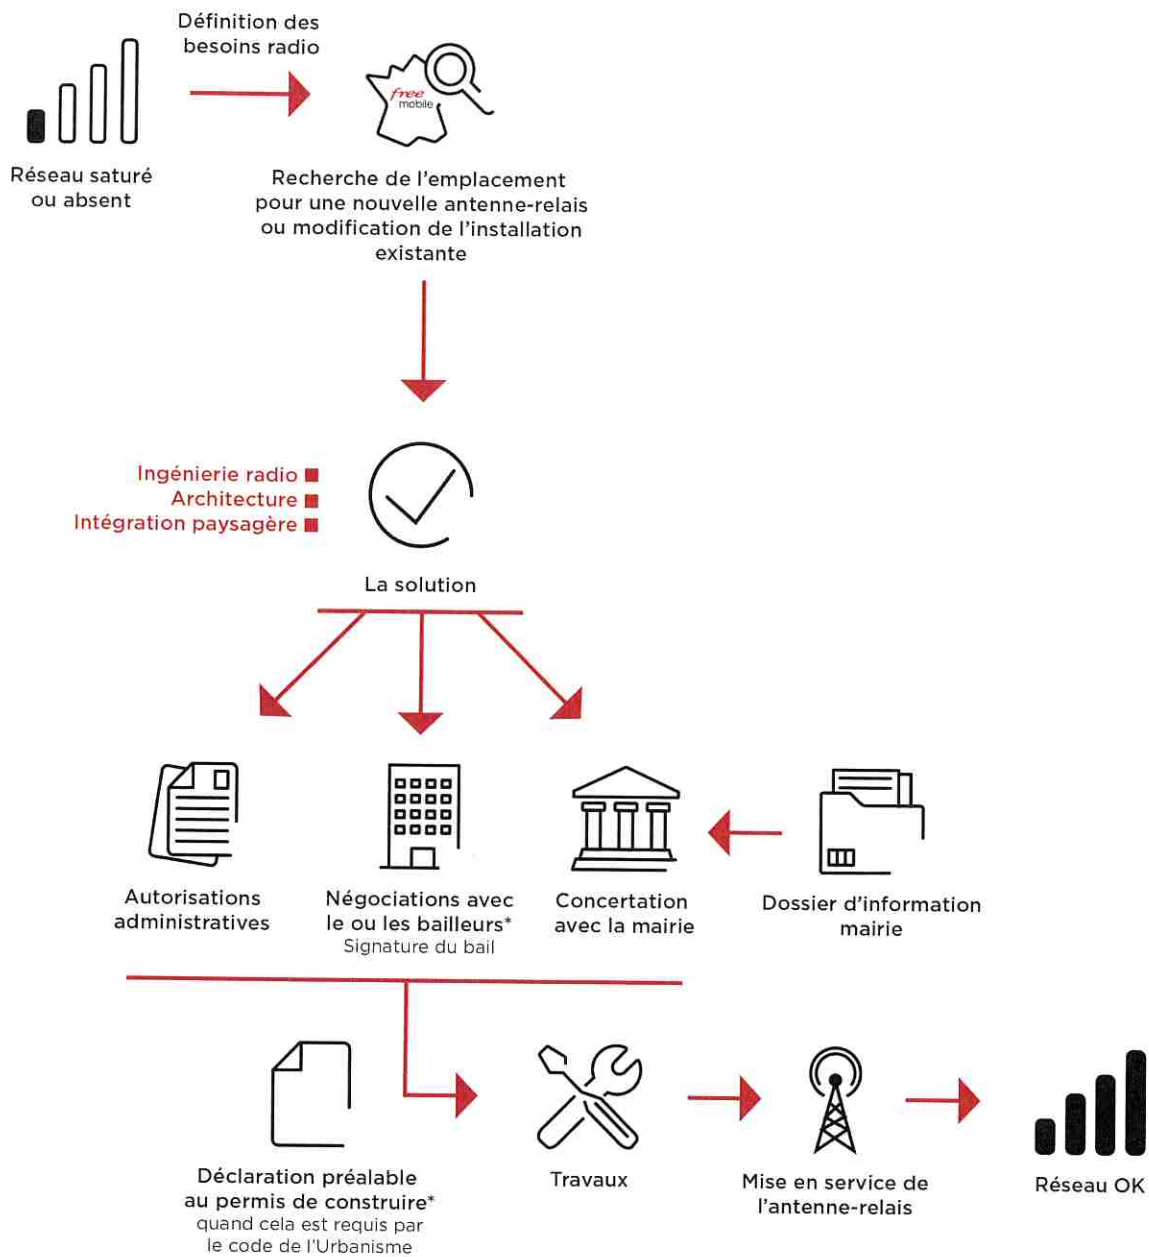 Définition des
besoins radio
free
mobile
Réseau saturé
ou absent
Recherche de l'emplacement
pour une nouvelle antenne-relais
ou modification de l'installation
existante
Ingénierie radio
Architecture
Intégration paysagère
La solution
Autorisations
administratives
Négociations avec
le ou les bailleurs*
Signature du bail
Concertation
avec la mairie
Dossier d'information
mairie
Déclaration préalable
au permis de construire*
quand cela est requis par
le code de l'Urbanisme
Travaux
Mise en service de
l'antenne-relais
Réseau OK